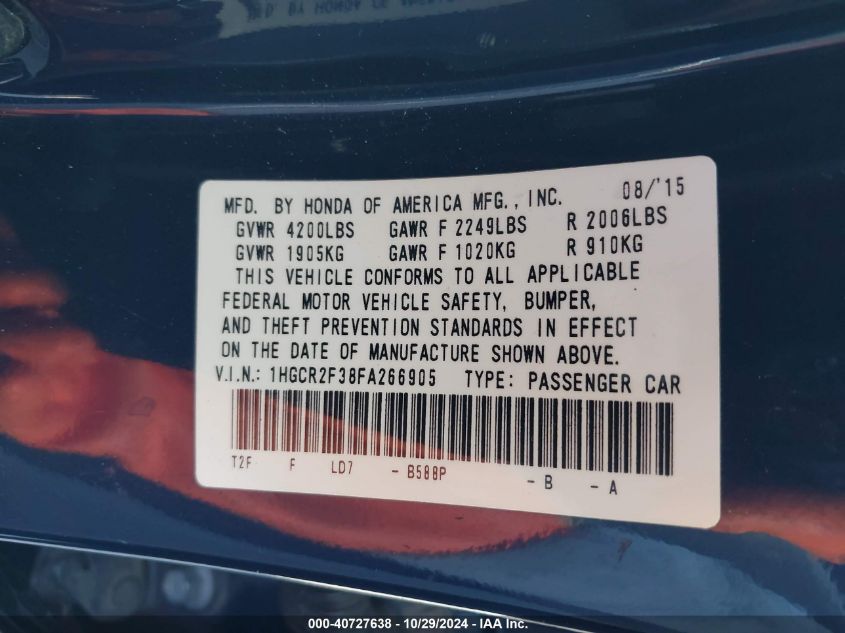 MFD. BY HONDA OF AMERICA MFG., INC. 08/'15
GVWR 4200LBS GAWR F 2249LBS R 2006LBS
GVWR 1905KG GAWR F 1020KG R 910KG
THIS VEHICLE CONFORMS TO ALL APPLICABLE
FEDERAL MOTOR VEHICLE SAFETY, BUMPER,
AND THEFT PREVENTION STANDARDS IN EFFECT
ON THE DATE OF MANUFACTURE SHOWN ABOVE.
V.I.N.: 1HGCR2F38FA266905 TYPE: PASSENGER CAR
T2F F LD7 - B588P - B - A
000-40727638 - 10/29/2024 - IAA Inc.